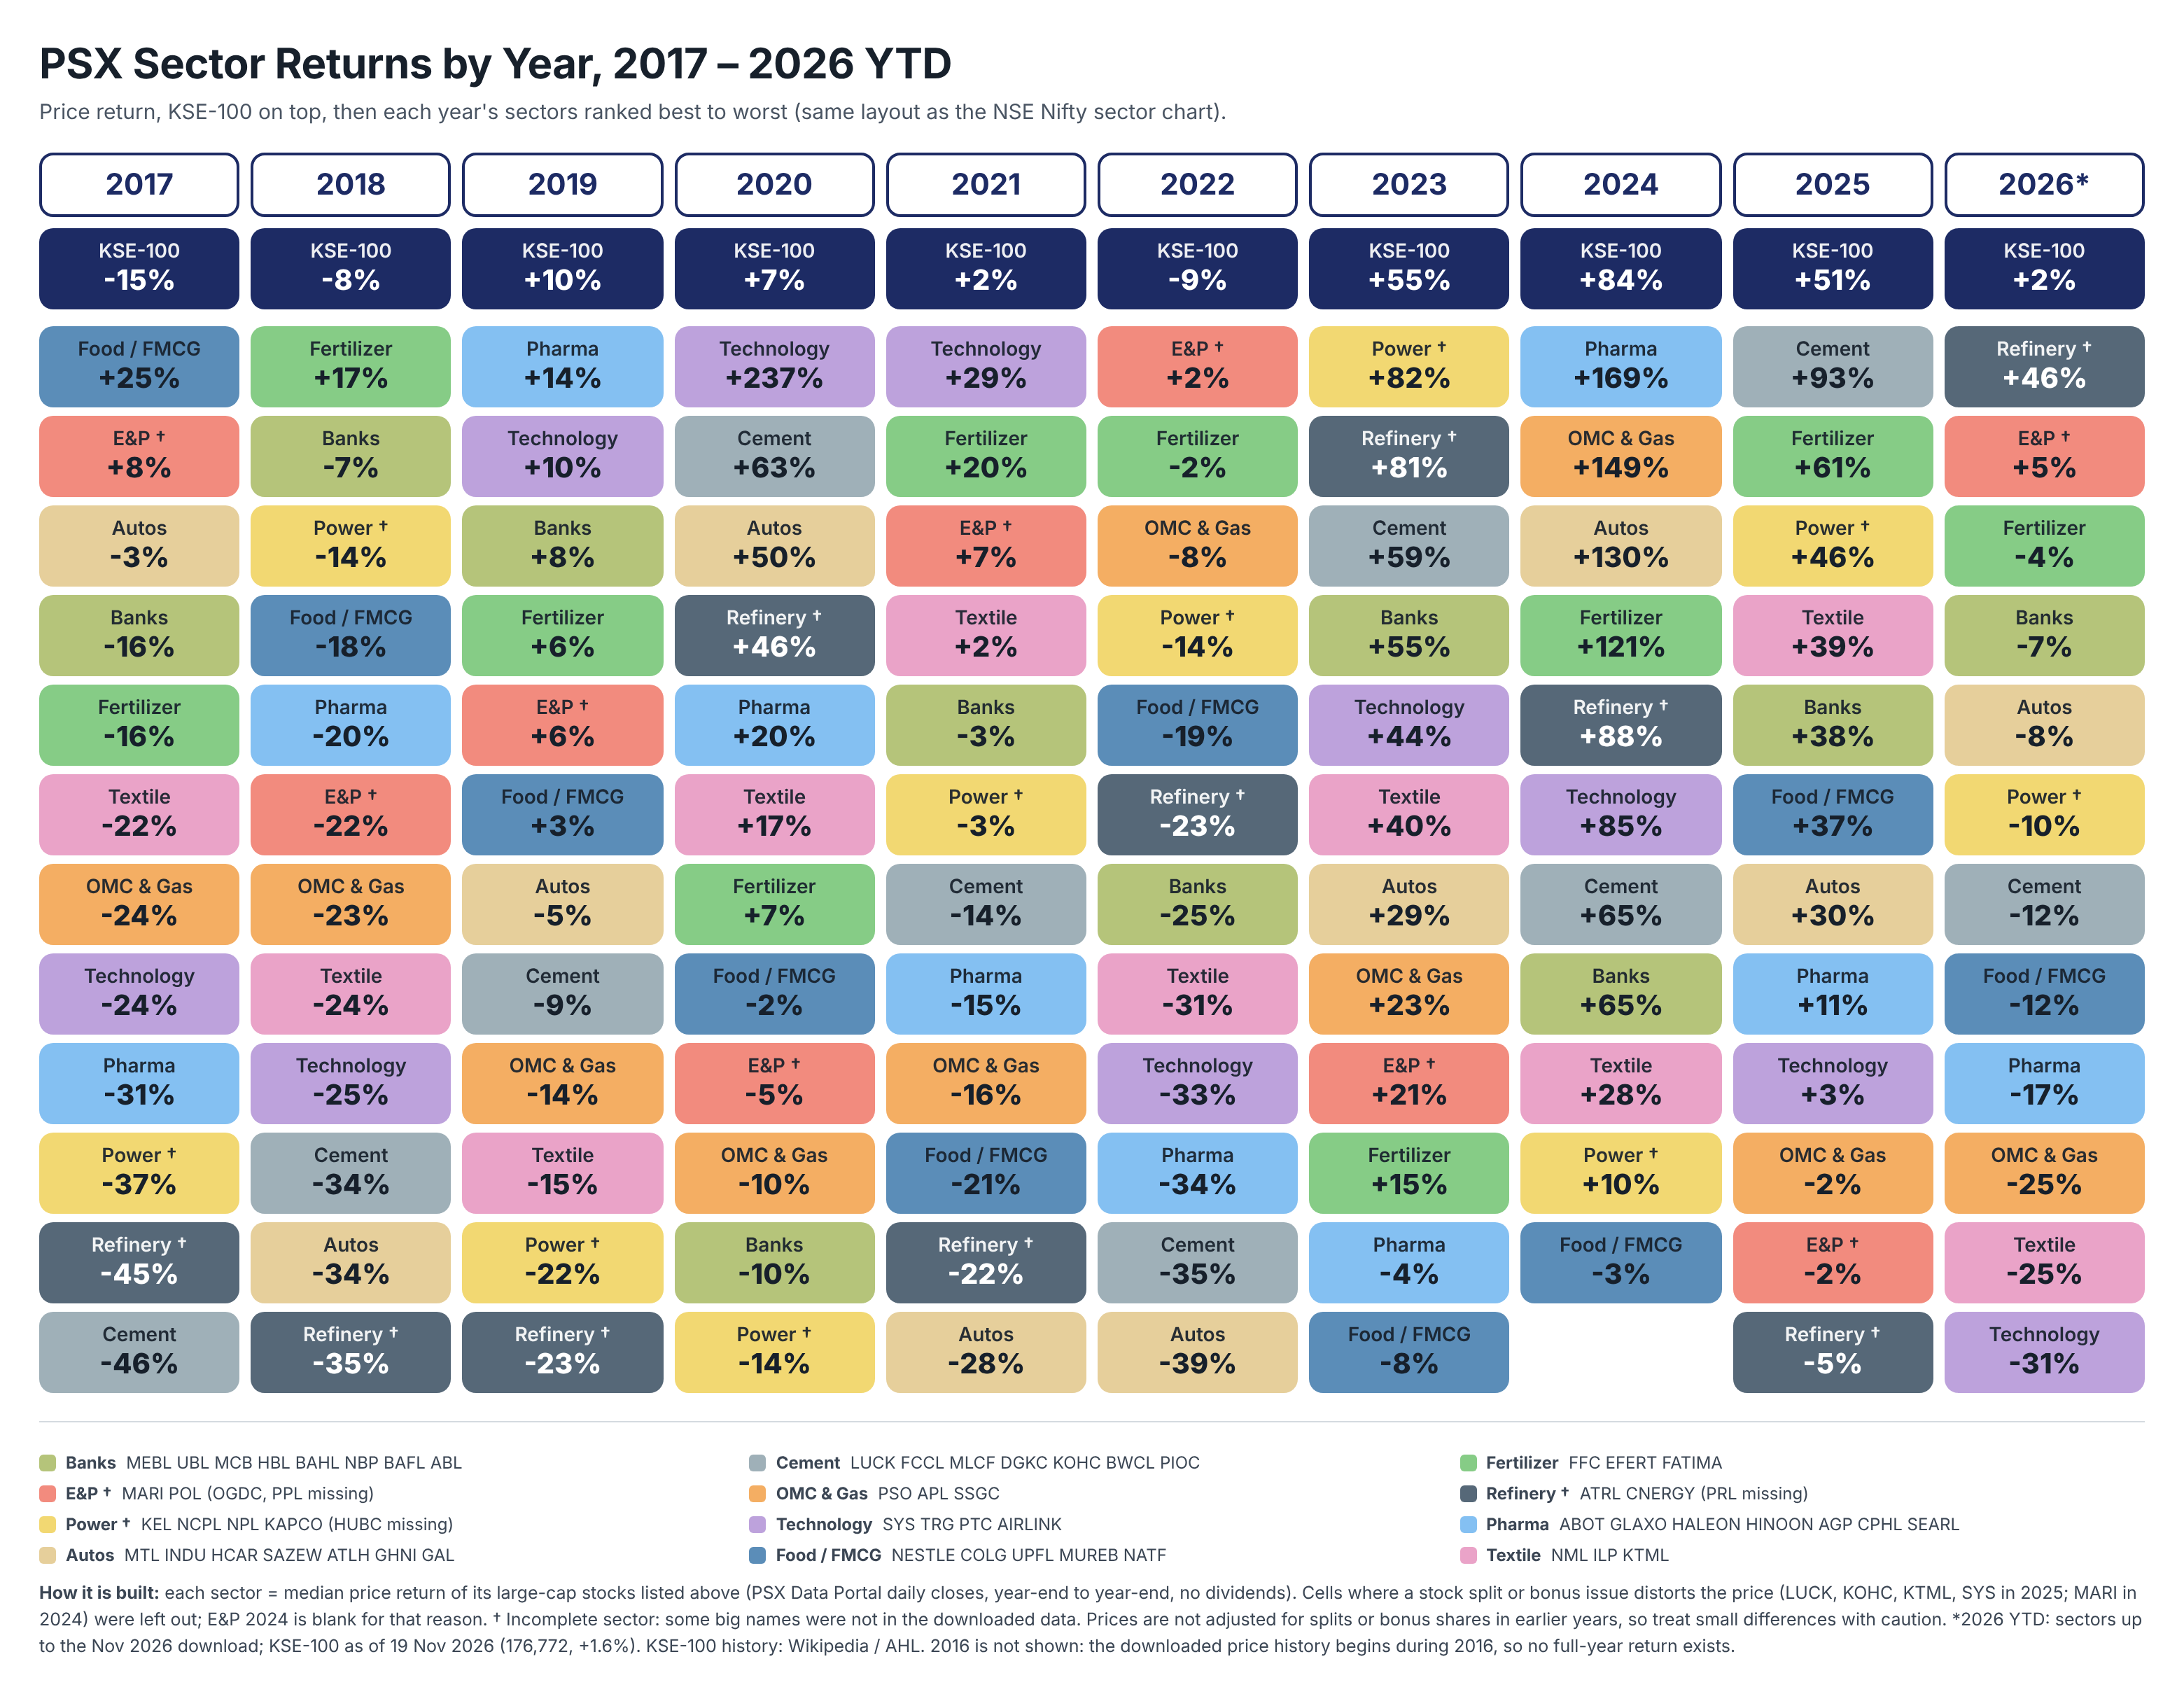 PSX Sector Returns by Year, 2017 – 2026 YTD
Price return, KSE-100 on top, then each year's sectors ranked best to worst (same layout as the NSE Nifty sector chart).
2017 2018 2019 2020 2021 2022 2023 2024 2025 2026*
KSE-100 KSE-100 KSE-100 KSE-100 KSE-100 KSE-100 KSE-100 KSE-100 KSE-100 KSE-100
-15% -8% +10% +7% +2% -9% +55% +84% +51% +2%
Food / FMCG Fertilizer Pharma Technology Technology E&P † Power † Pharma Cement Refinery †
+25% +17% +14% +237% +29% +2% +82% +169% +93% +46%
E&P † Banks Technology Cement Fertilizer Fertilizer Refinery † OMC & Gas Fertilizer E&P †
+8% -7% +10% +63% +20% -2% +81% +149% +61% +5%
Autos Power † Banks Autos E&P † OMC & Gas Cement Autos Power † Fertilizer
-3% -14% +8% +50% +7% -8% +59% +130% +46% -4%
Banks Food / FMCG Fertilizer Refinery † Textile Power † Banks Fertilizer Textile Banks
-16% -18% +6% +46% +2% -14% +55% +121% +39% -7%
Fertilizer Pharma E&P † Pharma Banks Food / FMCG Technology Refinery † Banks Autos
-16% -20% +6% +20% -3% -19% +44% +88% +38% -8%
Textile E&P † Food / FMCG Textile Power † Refinery † Textile Technology Food / FMCG Power †
-22% -22% +3% +17% -3% -23% +40% +85% +37% -10%
OMC & Gas OMC & Gas Autos Fertilizer Cement Banks Autos Cement Autos Cement
-24% -23% -5% +7% -14% -25% +29% +65% +30% -12%
Technology Textile Cement Food / FMCG Pharma Textile OMC & Gas Banks Pharma Food / FMCG
-24% -24% -9% -2% -15% -31% +23% +65% +11% -12%
Pharma Technology OMC & Gas E&P † OMC & Gas Technology E&P † Textile Technology Pharma
-31% -25% -14% -5% -16% -33% +21% +28% +3% -17%
Power † Cement Textile OMC & Gas Food / FMCG Pharma Fertilizer Power † OMC & Gas OMC & Gas
-37% -34% -15% -10% -21% -34% +15% +10% -2% -25%
Refinery † Autos Power † Banks Refinery † Cement Pharma Food / FMCG E&P † Textile
-45% -34% -22% -10% -22% -35% -4% -3% -2% -25%
Cement Refinery † Refinery † Power † Autos Autos Food / FMCG Refinery † Technology
-46% -35% -23% -14% -28% -39% -8% -5% -31%
Banks MEBL UBL MCB HBL BAHL NBP BAFL ABL Cement LUCK FCCL MLCF DGKC KOHC BWCL PIOC Fertilizer FFC EFERT FATIMA
E&P † MARI POL (OGDC, PPL missing) OMC & Gas PSO APL SSGC Refinery † ATRL CNERGY (PRL missing)
Power † KEL NCPL NPL KAPCO (HUBC missing) Technology SYS TRG PTC AIRLINK Pharma ABOT GLAXO HALEON HINOON AGP CPHL SEARL
Autos MTL INDU HCAR SAZEW ATLH GHNI GAL Food / FMCG NESTLE COLG UPFL MUREB NATF Textile NML ILP KTML
How it is built: each sector = median price return of its large-cap stocks listed above (PSX Data Portal daily closes, year-end to year-end, no dividends). Cells where a stock split or bonus issue distorts the price (LUCK, KOHC, KTML, SYS in 2025; MARI in
2024) were left out; E&P 2024 is blank for that reason. † Incomplete sector: some big names were not in the downloaded data. Prices are not adjusted for splits or bonus shares in earlier years, so treat small differences with caution. *2026 YTD: sectors up
to the Nov 2026 download; KSE-100 as of 19 Nov 2026 (176,772, +1.6%). KSE-100 history: Wikipedia / AHL. 2016 is not shown: the downloaded price history begins during 2016, so no full-year return exists.